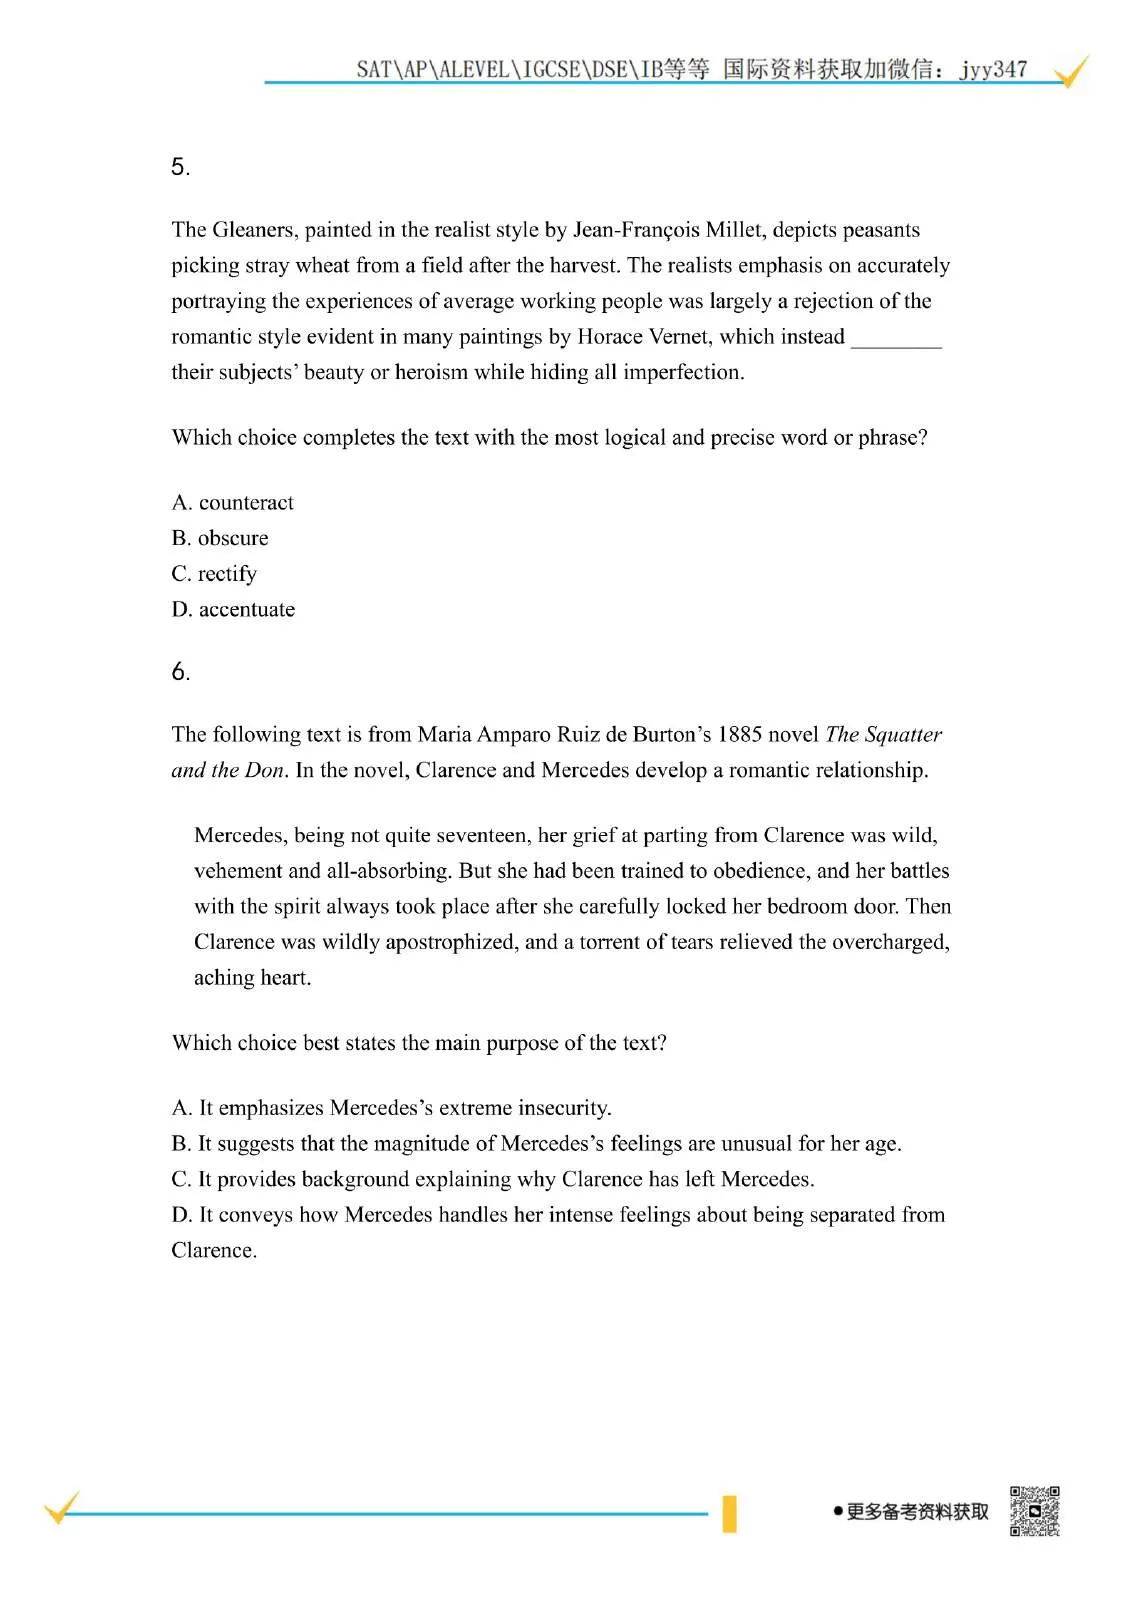 SAT\AP\ALEVEL\IGCSE\DSE\IB等等 国际资料获取加微信：jyy347
5.
The Gleaners, painted in the realist style by Jean-François Millet, depicts peasants
picking stray wheat from a field after the harvest. The realists emphasis on accurately
portraying the experiences of average working people was largely a rejection of the
romantic style evident in many paintings by Horace Vernet, which instead ________
their subjects’ beauty or heroism while hiding all imperfection.
Which choice completes the text with the most logical and precise word or phrase?
A. counteract
B. obscure
C. rectify
D. accentuate
6.
The following text is from Maria Amparo Ruiz de Burton’s 1885 novel The Squatter
and the Don. In the novel, Clarence and Mercedes develop a romantic relationship.
Mercedes, being not quite seventeen, her grief at parting from Clarence was wild,
vehement and all-absorbing. But she had been trained to obedience, and her battles
with the spirit always took place after she carefully locked her bedroom door. Then
Clarence was wildly apostrophized, and a torrent of tears relieved the overcharged,
aching heart.
Which choice best states the main purpose of the text?
A. It emphasizes Mercedes’s extreme insecurity.
B. It suggests that the magnitude of Mercedes’s feelings are unusual for her age.
C. It provides background explaining why Clarence has left Mercedes.
D. It conveys how Mercedes handles her intense feelings about being separated from
Clarence.
●更多备考资料获取